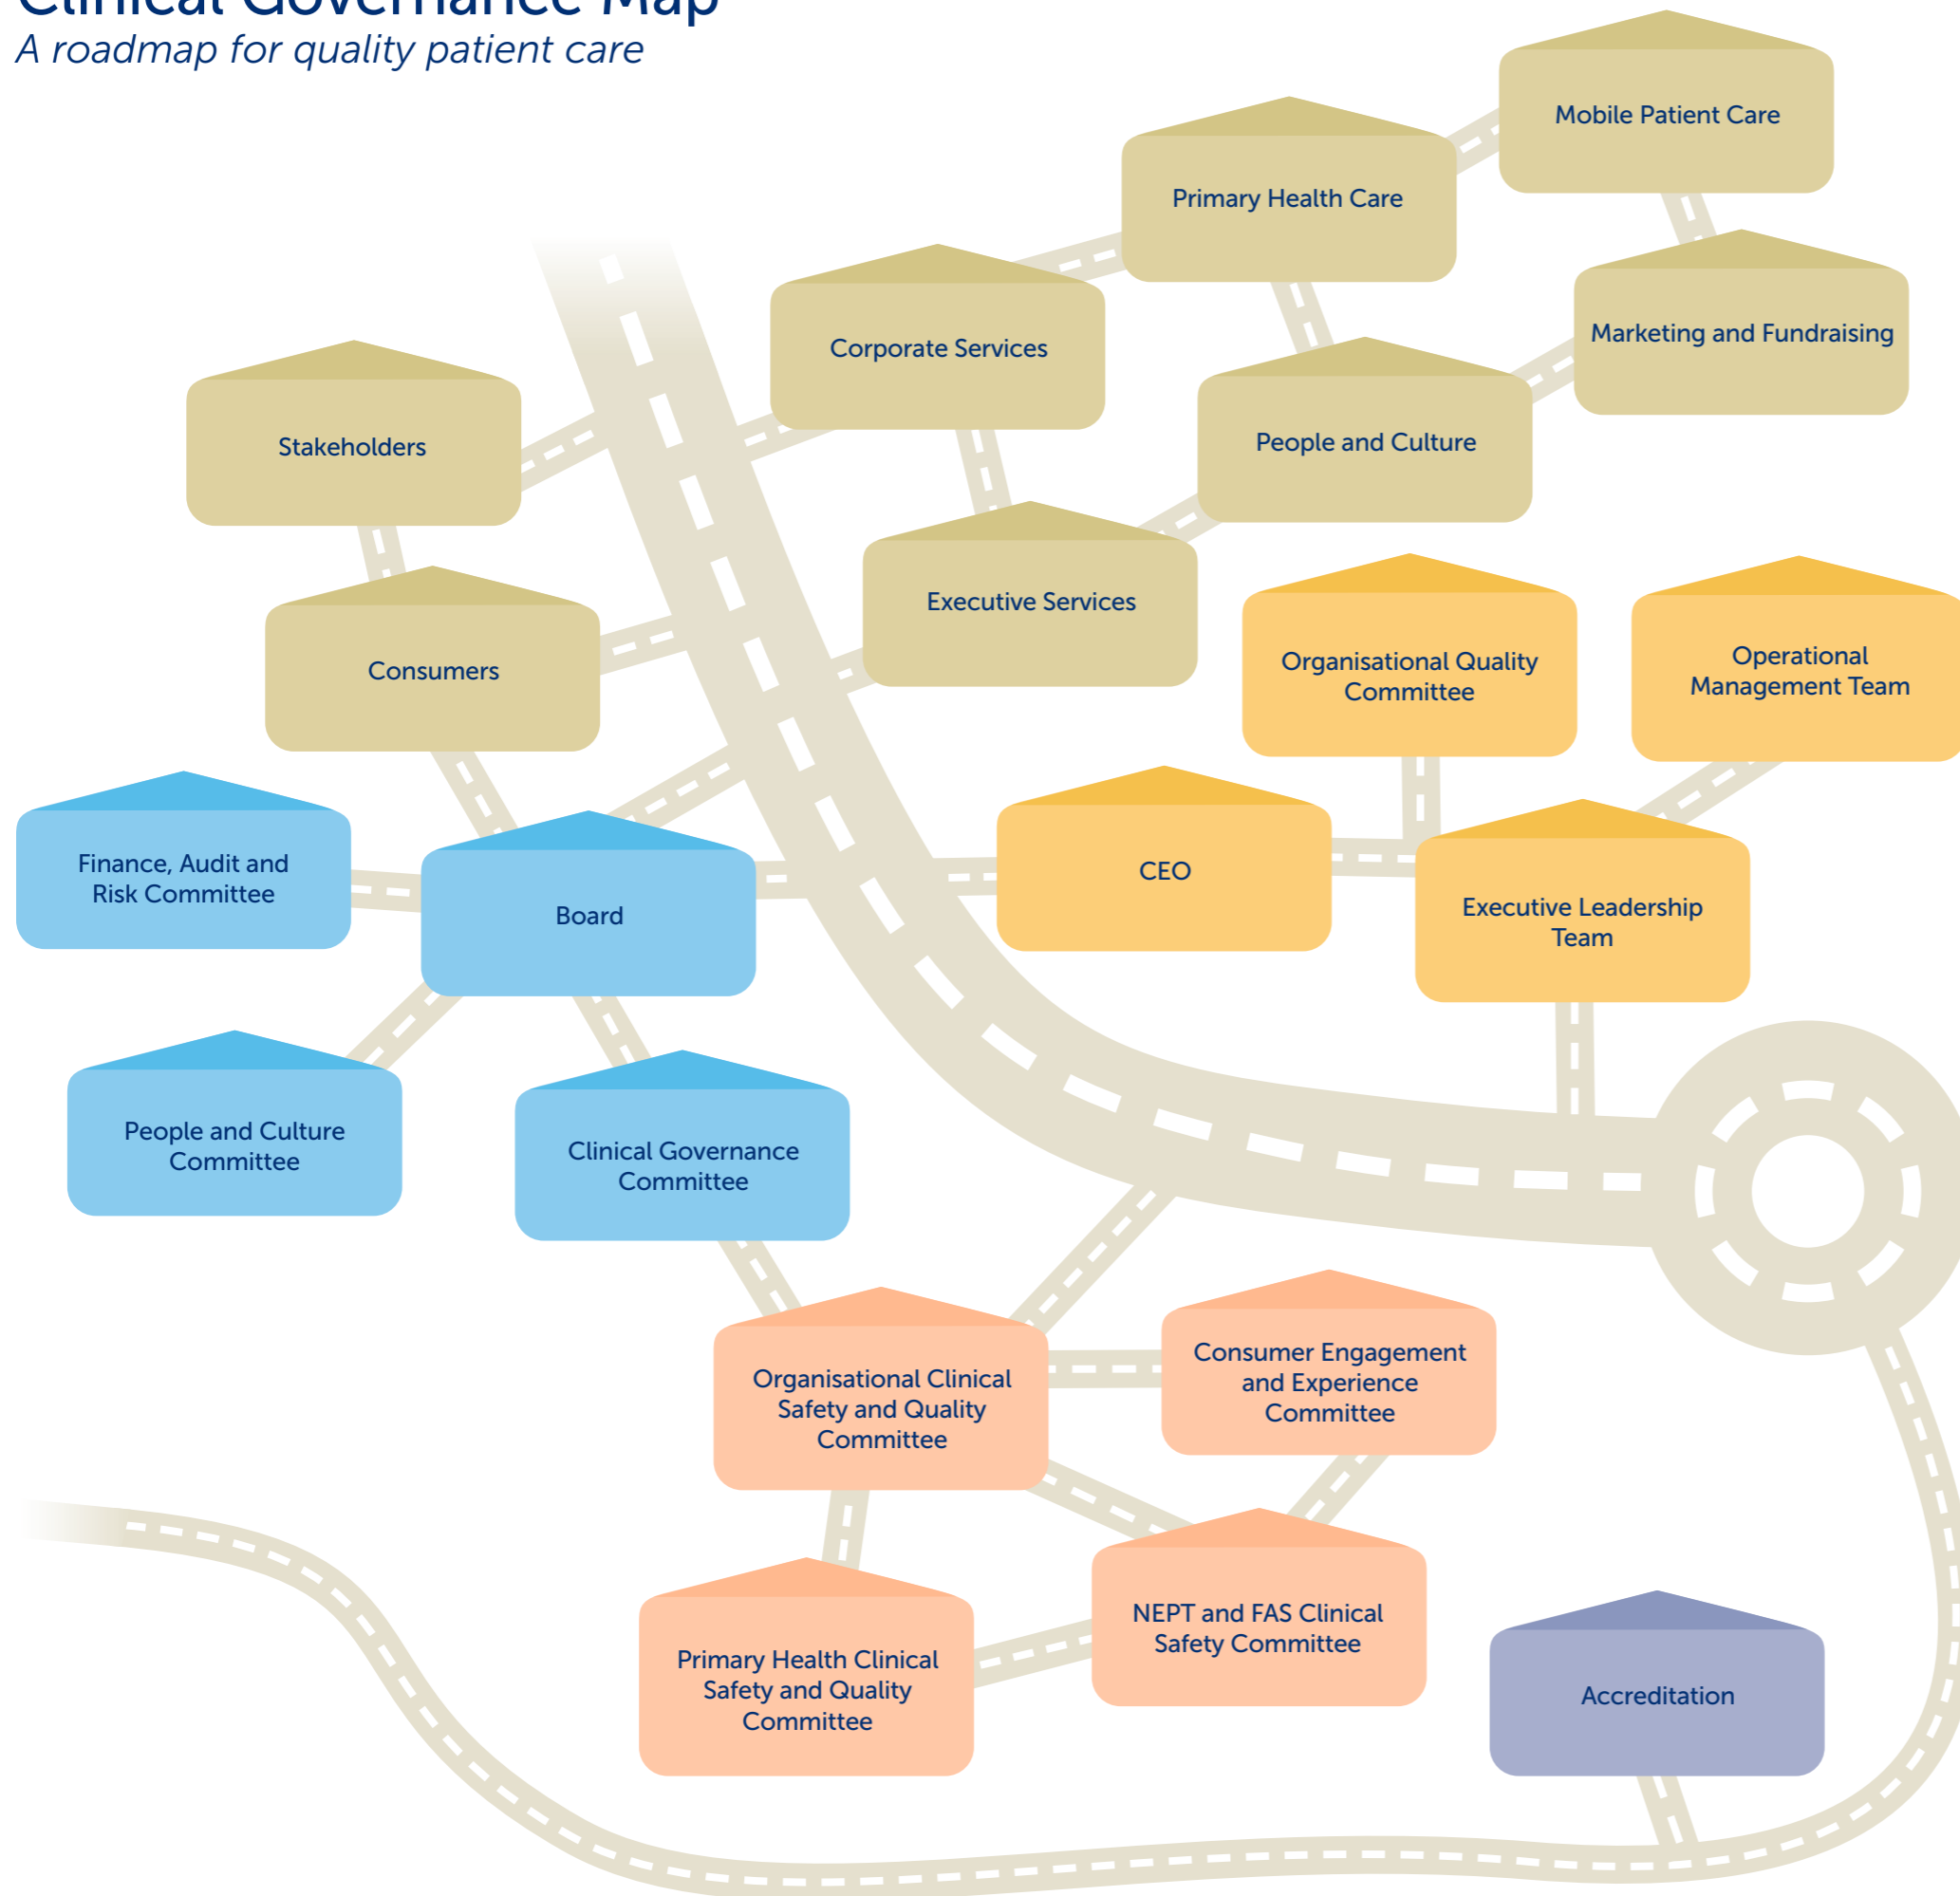 Clinical Governance Map
A roadmap for quality patient care
Mobile Patient Care
Primary Health Care
Marketing and Fundraising
Corporate Services
People and Culture
Stakeholders
Executive Services
Consumers
Organisational Quality
Committee
Operational
Management Team
Finance, Audit and
Risk Committee
Board
CEO
Executive Leadership
Team
People and Culture
Committee
Clinical Governance
Committee
Organisational Clinical
Safety and Quality
Committee
Consumer Engagement
and Experience
Committee
Primary Health Clinical
Safety and Quality
Committee
NEPT and FAS Clinical
Safety Committee
Accreditation